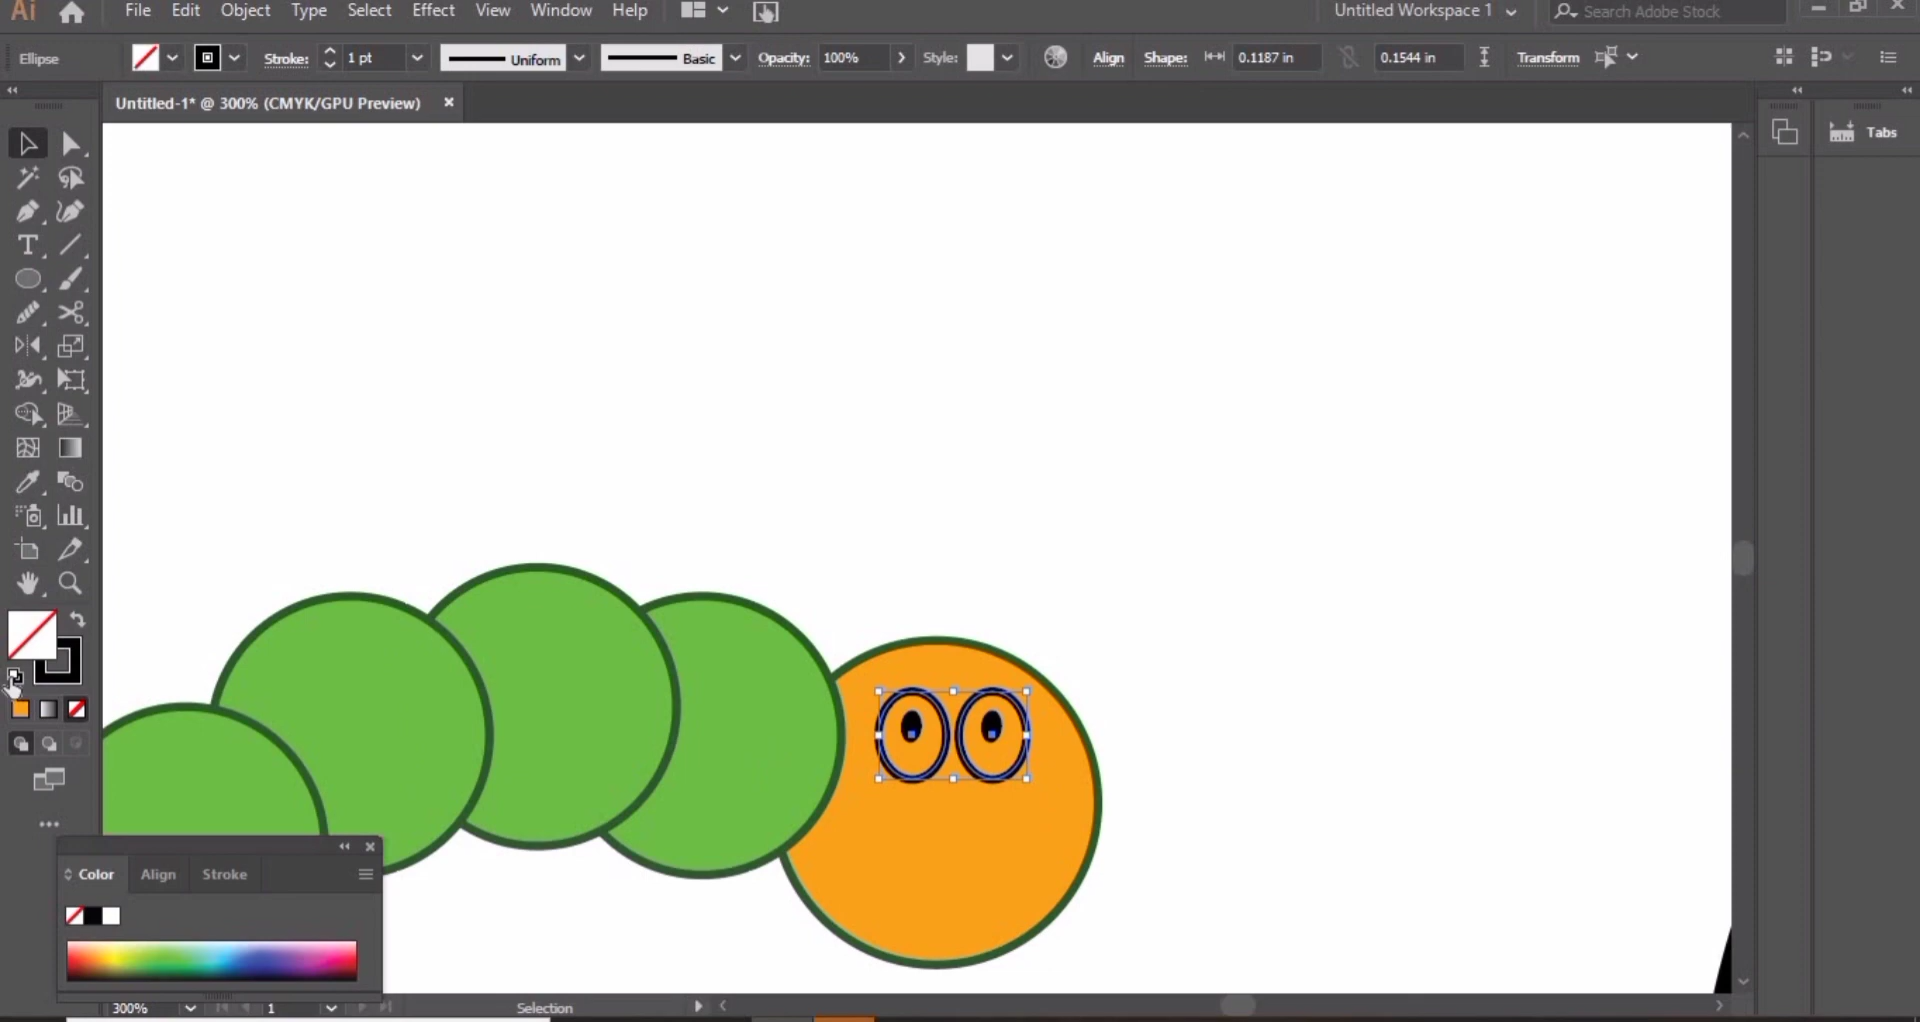 Ai File Edit Object Type Select Effect View Window Help Untitled Workspace 1 Search Adobe Stock
Ellipse Stroke: 1 pt Uniform Basic Opacity: 100% Style: Align Shape: 0.1187 in 0.1544 in Transform
Untitled-1* @ 300% (CMYK/GPU Preview)
Tabs
Color Align Stroke
300% 1 Selection